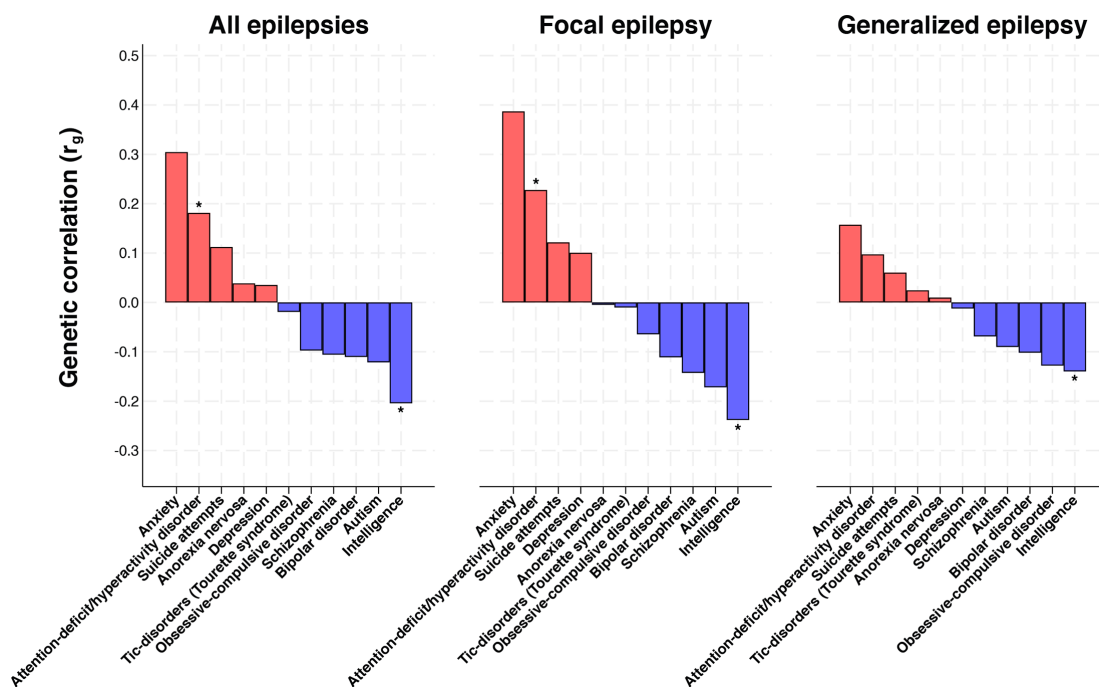 All epilepsies
Focal epilepsy
Generalized epilepsy
Genetic correlation (rg)
0.5
0.4
0.3
0.2
0.1
0.0
-0.1
-0.2
-0.3
*
*
*
*
*
Anxiety
Attention-deficit/hyperactivity disorder
Suicide attempts
Anorexia nervosa
Depression
Tic-disorders (Tourette syndrome)
Obsessive-compulsive disorder
Schizophrenia
Bipolar disorder
Autism
Intelligence
Anxiety
Attention-deficit/hyperactivity disorder
Suicide attempts
Depression
Anorexia nervosa
Tic-disorders (Tourette syndrome)
Obsessive-compulsive disorder
Bipolar disorder
Schizophrenia
Autism
Intelligence
Anxiety
Attention-deficit/hyperactivity disorder
Suicide attempts
Tic-disorders (Tourette syndrome)
Anorexia nervosa
Depression
Schizophrenia
Autism
Bipolar disorder
Obsessive-compulsive disorder
Intelligence